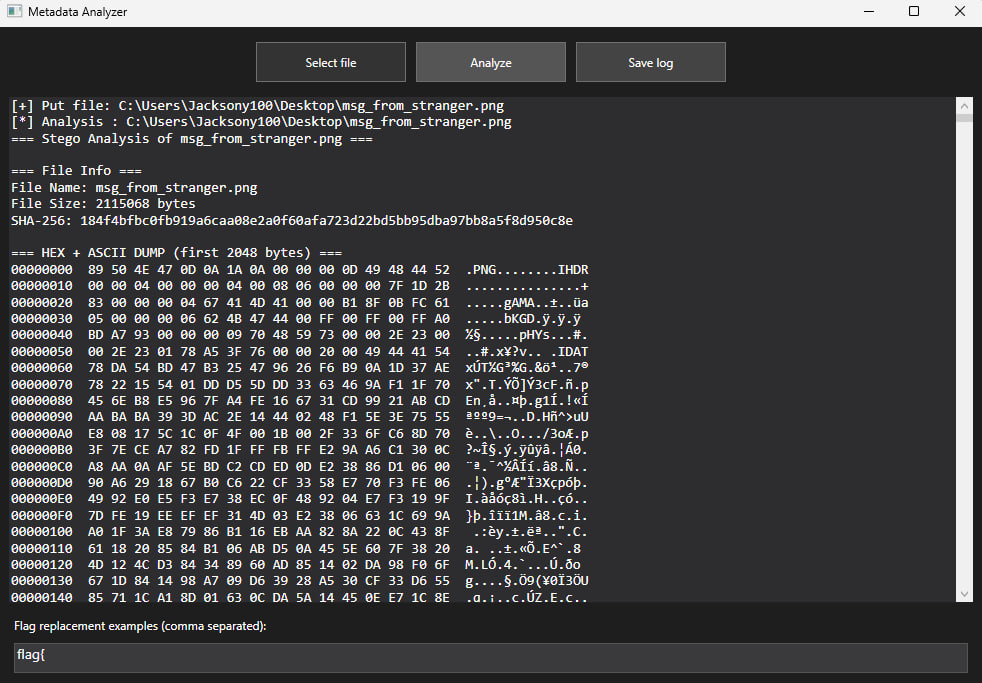 Metadata Analyzer
Select file Analyze Save log
[+] Put file: C:\Users\Jacksony100\Desktop\msg_from_stranger.png
[*] Analysis : C:\Users\Jacksony100\Desktop\msg_from_stranger.png
=== Stego Analysis of msg_from_stranger.png ===
=== File Info ===
File Name: msg_from_stranger.png
File Size: 2115068 bytes
SHA-256: 184f4bfbc0fb919a6caa08e2a0f60afa723d22bd5bb95dba97bb8a5f8d950c8e
=== HEX + ASCII DUMP (first 2048 bytes) ===
00000000  89 50 4E 47 0D 0A 1A 0A 00 00 00 0D 49 48 44 52  .PNG........IHDR
00000010  00 00 04 00 00 00 04 00 08 06 00 00 00 7F 1D 2B  ...............+
00000020  83 00 00 00 04 67 41 4D 41 00 00 B1 8F 0B FC 61  .....gAMA..±..üa
00000030  05 00 00 00 06 62 4B 47 44 00 FF 00 FF 00 FF A0  .....bKGD.ÿ.ÿ.ÿ
00000040  BD A7 93 00 00 00 09 70 48 59 73 00 00 2E 23 00  ½§.....pHYs...#.
00000050  00 2E 23 01 78 A5 3F 76 00 00 20 00 49 44 41 54  ..#.x¥?v.. .IDAT
00000060  78 DA 54 BD 47 B3 25 47 96 26 F6 B9 0A 1D 37 AE  xÚT½G³%G.&ö¹..7®
00000070  78 22 15 54 01 DD D5 5D DD 33 63 46 9A F1 1F 70  x".T.ÝÕ]Ý3cF.ñ.p
00000080  45 6E B8 E5 96 7F A4 FE 16 67 31 CD 99 21 AB CD  En¸å..¤þ.g1Í.!«Í
00000090  AA BA BA 39 3D AC 2E 14 44 02 48 F1 5E 3E 75 55  ªºº9=¬..D.Hñ^>uU
000000A0  E8 08 17 5C 1C 0F 4F 00 1B 00 2F 33 6F C6 8D 70  è..\..O.../3oÆ.p
000000B0  3F 7E CE A7 82 FD 1F FF FB FF E2 9A A6 C1 30 0C  ?~Î§.ý.ÿûÿâ.¦Á0.
000000C0  A8 AA 0A AF 5E BD C2 CD ED 0D E2 38 86 D1 06 00  ¨ª.¯^½ÂÍí.â8.Ñ..
000000D0  90 A6 29 18 67 B0 C6 22 CF 33 58 E7 70 F3 FE 06  .¦).g°Æ"Ï3Xçpóþ.
000000E0  49 92 E0 E5 F3 E7 38 EC 0F 48 92 04 E7 F3 19 9F  I.àåóç8ì.H..çó..
000000F0  7D FE 19 EE EF EF 31 4D 03 E2 38 06 63 1C 69 9A  }þ.îïï1M.â8.c.i.
00000100  A0 1F 3A E8 79 86 B1 16 EB AA 82 8A 22 0C 43 8F  .:èy.±.ëª..".C.
00000110  61 18 20 85 84 B1 06 AB D5 0A 45 5E 60 7F 38 20  a. ..±.«Õ.E^`.8
00000120  4D 12 4C D3 84 34 89 60 AD 85 14 02 DA 98 F0 6F  M.LÓ.4.`­...Ú.ðo
00000130  67 1D 84 14 98 A7 09 D6 39 28 A5 30 CF 33 D6 55  g....§.Ö9(¥0Ï3ÖU
00000140  85 71 1C A1 8D 01 63 0C DA 5A 14 45 0E E7 1C 8E  .q.¡..c.ÚZ.E.ç..
Flag replacement examples (comma separated):
flag{